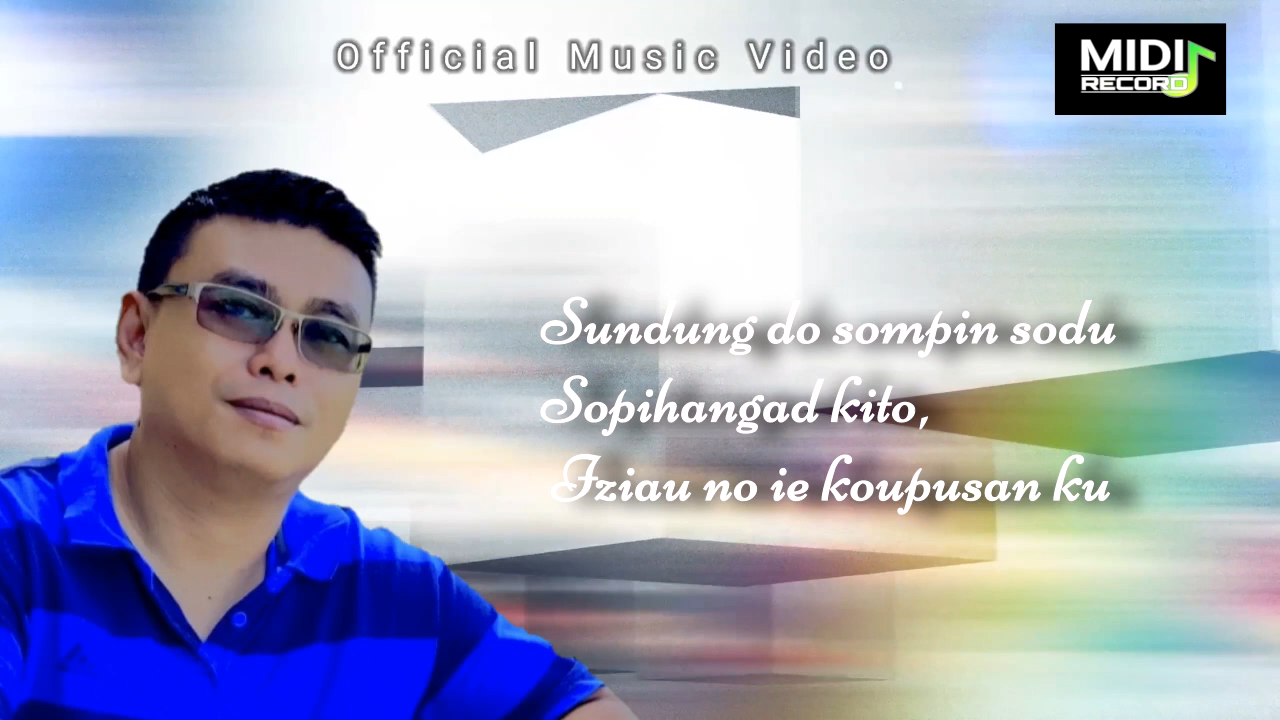 Official Music Video
MIDI
RECORD
Sundung do sompin sodu
Sopihangad kito,
Iziau no ie koupusan ku